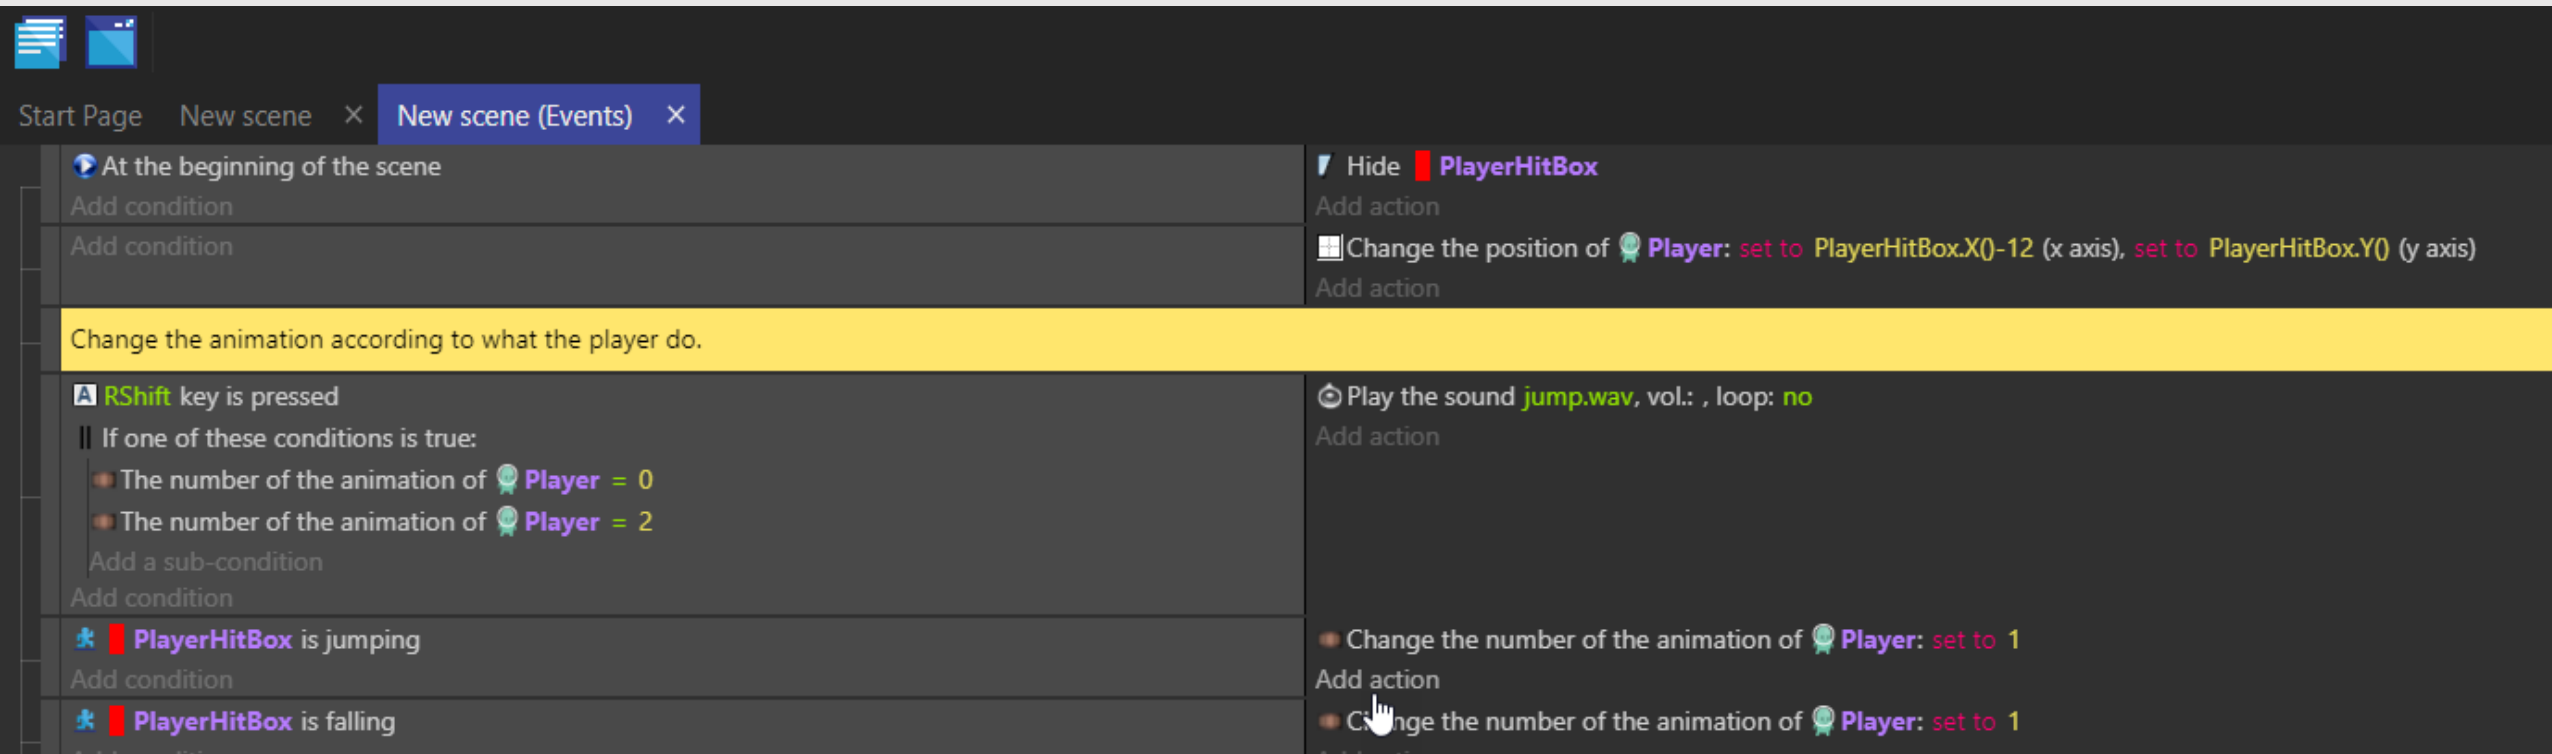 Start Page New scene × New scene (Events) ×
At the beginning of the scene
Add condition
Hide PlayerHitBox
Add action
Add condition
Change the position of Player: set to PlayerHitBox.X()-12 (x axis), set to PlayerHitBox.Y() (y axis)
Add action
Change the animation according to what the player do.
A RShift key is pressed
If one of these conditions is true:
The number of the animation of Player = 0
The number of the animation of Player = 2
Add a sub-condition
Add condition
Play the sound jump.wav, vol.: , loop: no
Add action
PlayerHitBox is jumping
Add condition
Change the number of the animation of Player: set to 1
Add action
PlayerHitBox is falling
Change the number of the animation of Player: set to 1